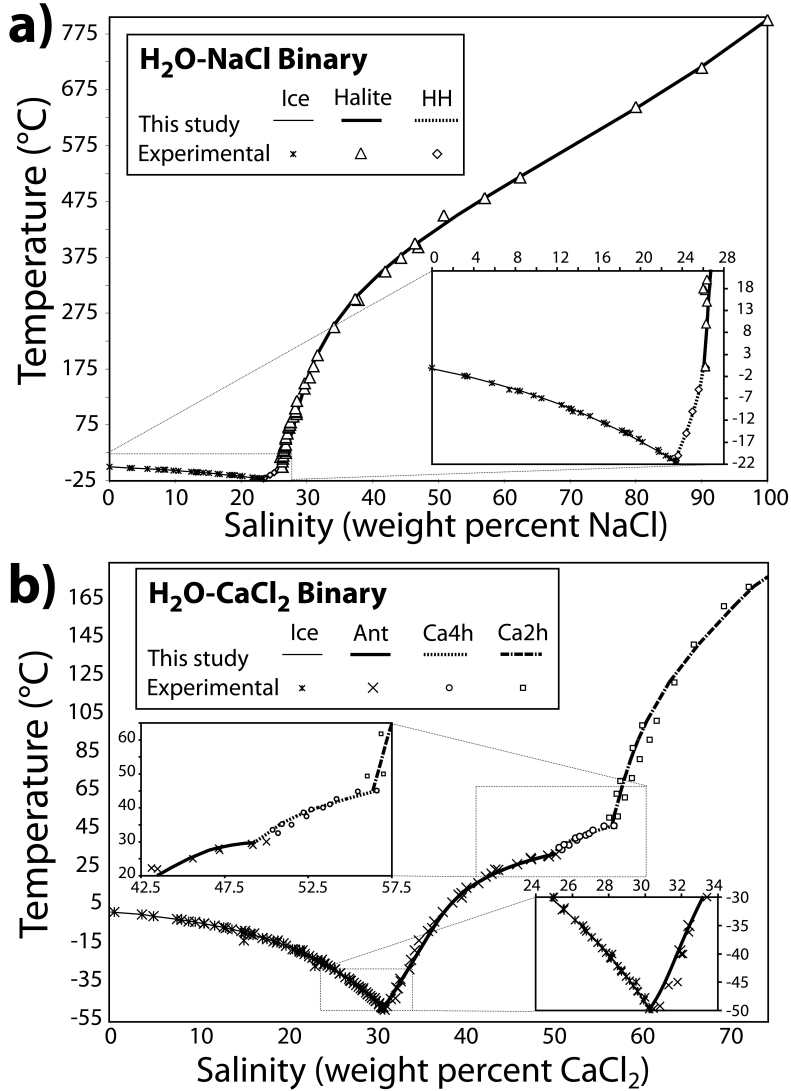 a)
H2O-NaCl Binary
Ice Halite HH
This study
Experimental
Temperature (°C)
775
675
575
475
375
275
175
75
-25
0 4 8 12 16 20 24 28
18
13
8
3
-2
-7
-12
-17
-22
0 10 20 30 40 50 60 70 80 90 100
Salinity (weight percent NaCl)
b)
H2O-CaCl2 Binary
Ice Ant Ca4h Ca2h
This study
Experimental
Temperature (°C)
165
145
125
105
85
65
45
25
5
-15
-35
-55
60
50
40
30
20
42.5 47.5 52.5 57.5
24 26 28 30 32 34
-30
-35
-40
-45
-50
0 10 20 30 40 50 60 70
Salinity (weight percent CaCl2)